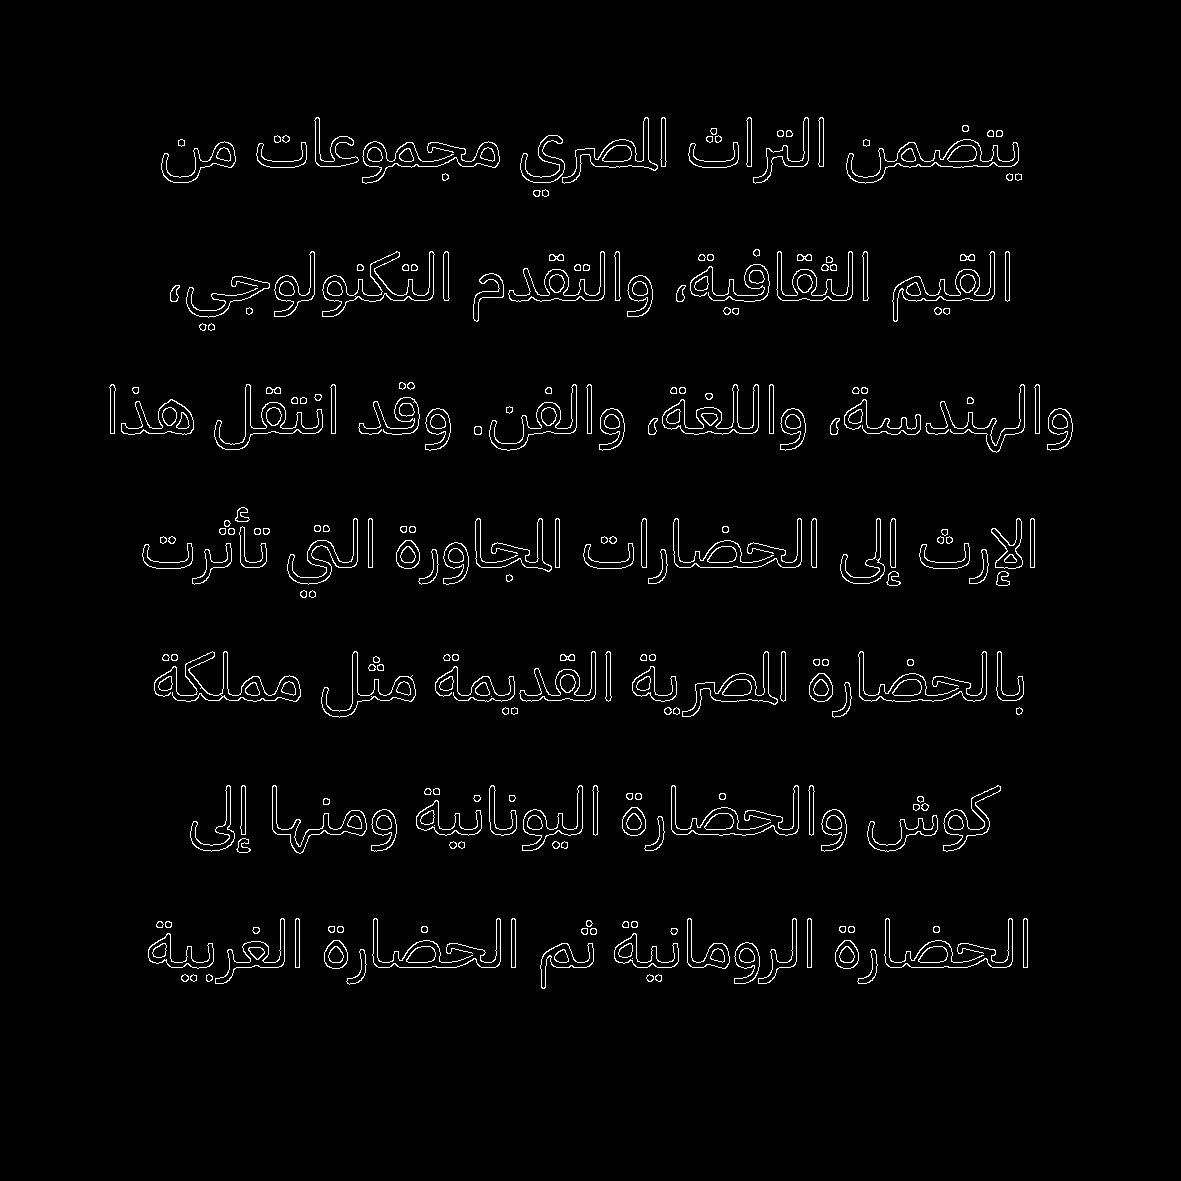 يتضمن التراث المصري مجموعات من
القيم الثقافية، والتقدم التكنولوجي،
والهندسة، واللغة، والفن. وقد انتقل هذا
الإرث إلى الحضارات المجاورة التي تأثرت
بالحضارة المصرية القديمة مثل مملكة
كوش والحضارة اليونانية ومنها إلى
الحضارة الرومانية ثم الحضارة الغربية